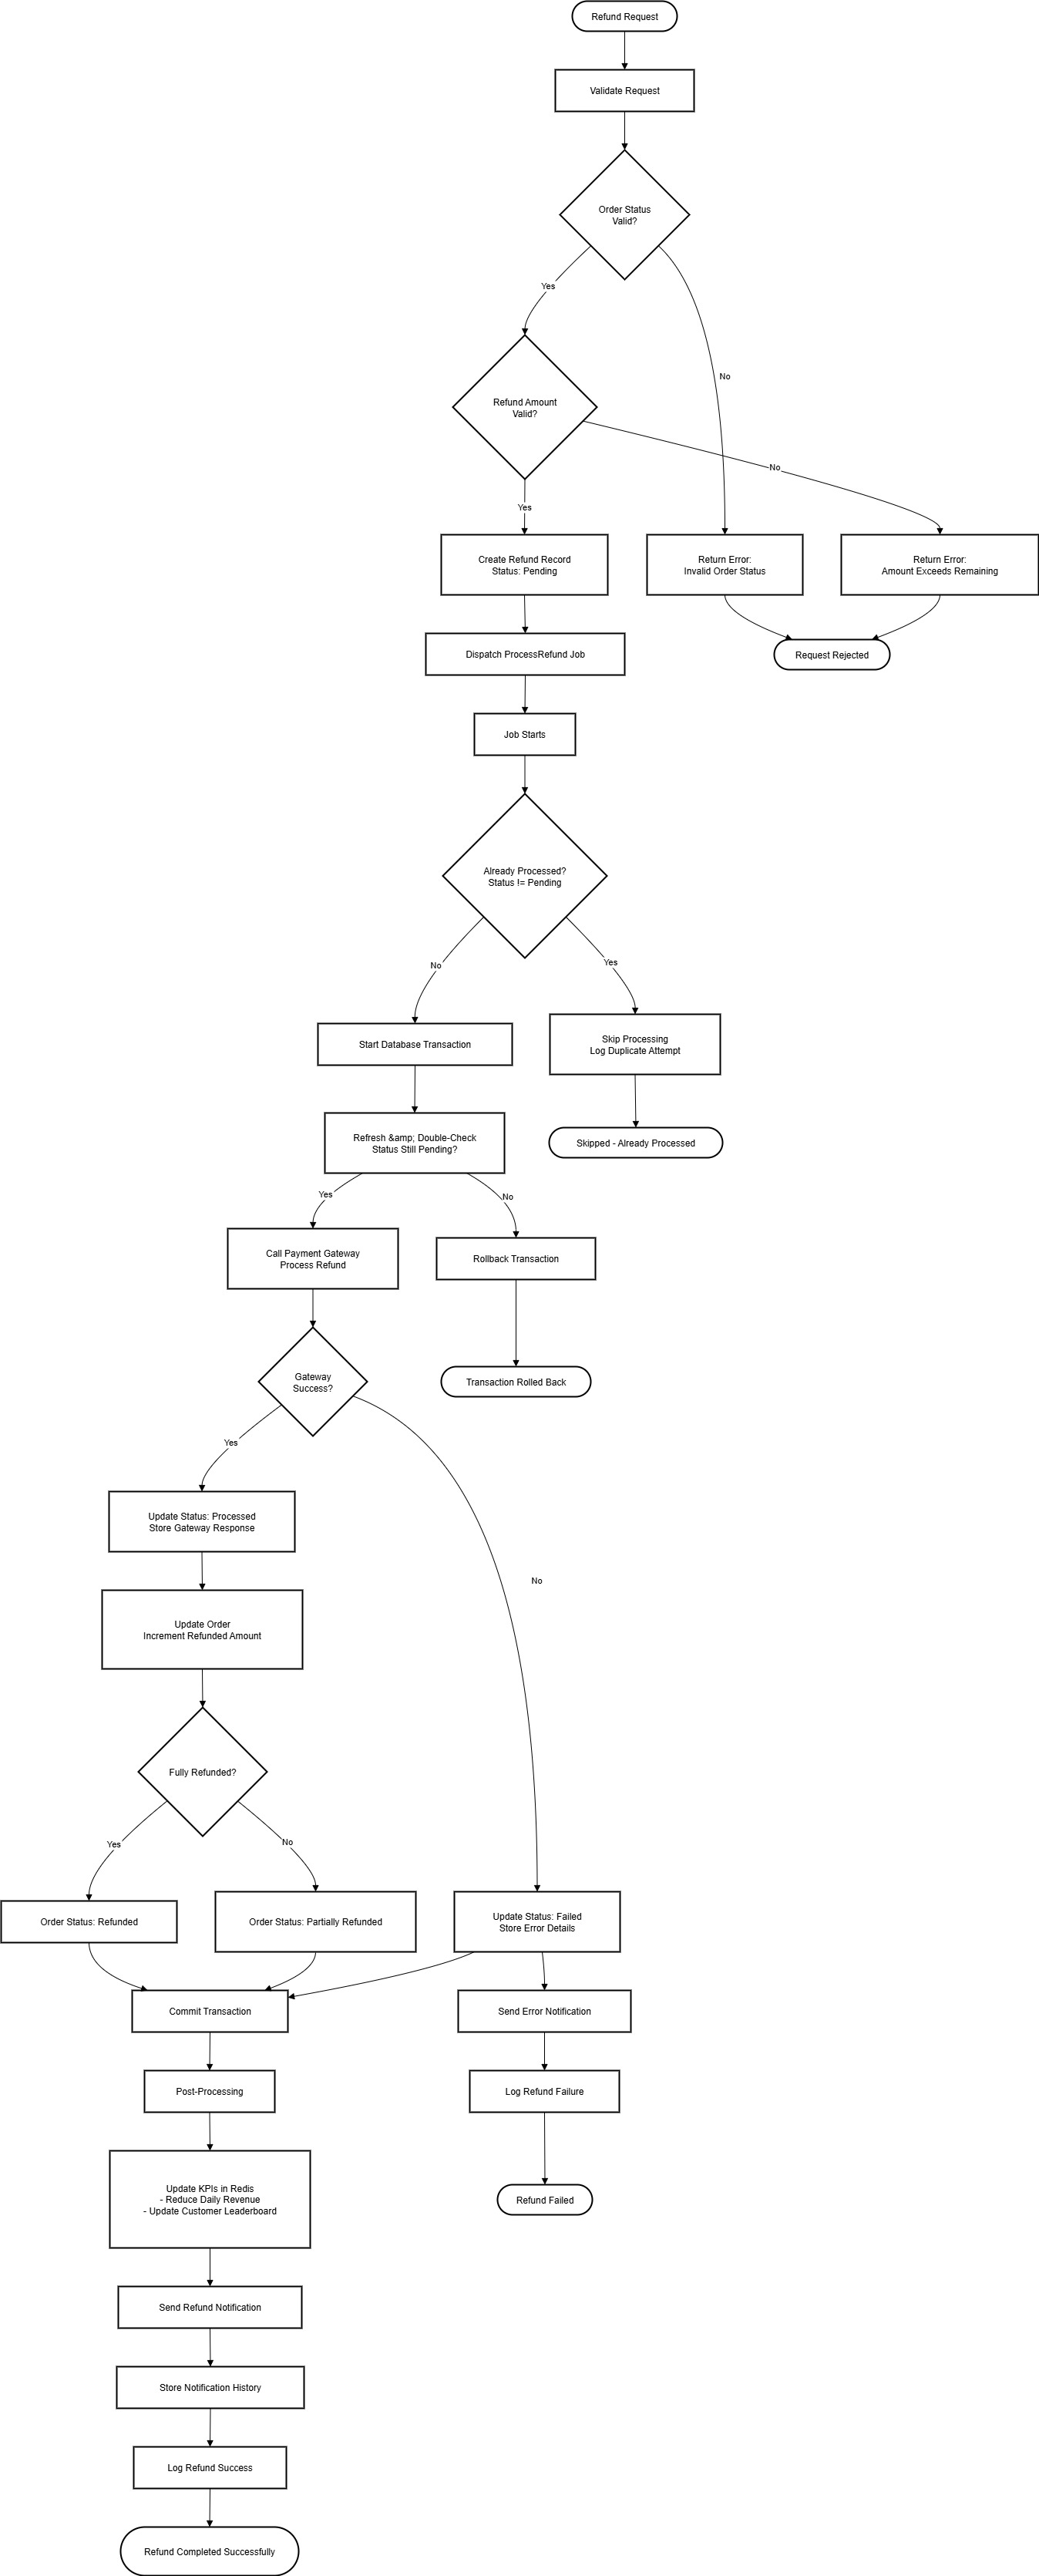 Refund Request
Validate Request
Order Status
Valid?
Yes
No
Refund Amount
Valid?
No
Yes
Create Refund Record
Status: Pending
Return Error:
Invalid Order Status
Return Error:
Amount Exceeds Remaining
Dispatch ProcessRefund Job
Request Rejected
Job Starts
Already Processed?
Status != Pending
No
Yes
Start Database Transaction
Skip Processing
Log Duplicate Attempt
Refresh &amp; Double-Check
Status Still Pending?
Skipped - Already Processed
Yes
No
Call Payment Gateway
Process Refund
Rollback Transaction
Gateway
Success?
Transaction Rolled Back
Yes
Update Status: Processed
Store Gateway Response
No
Update Order
Increment Refunded Amount
Fully Refunded?
Yes
No
Order Status: Refunded
Order Status: Partially Refunded
Update Status: Failed
Store Error Details
Commit Transaction
Send Error Notification
Post-Processing
Log Refund Failure
Update KPIs in Redis
- Reduce Daily Revenue
- Update Customer Leaderboard
Refund Failed
Send Refund Notification
Store Notification History
Log Refund Success
Refund Completed Successfully